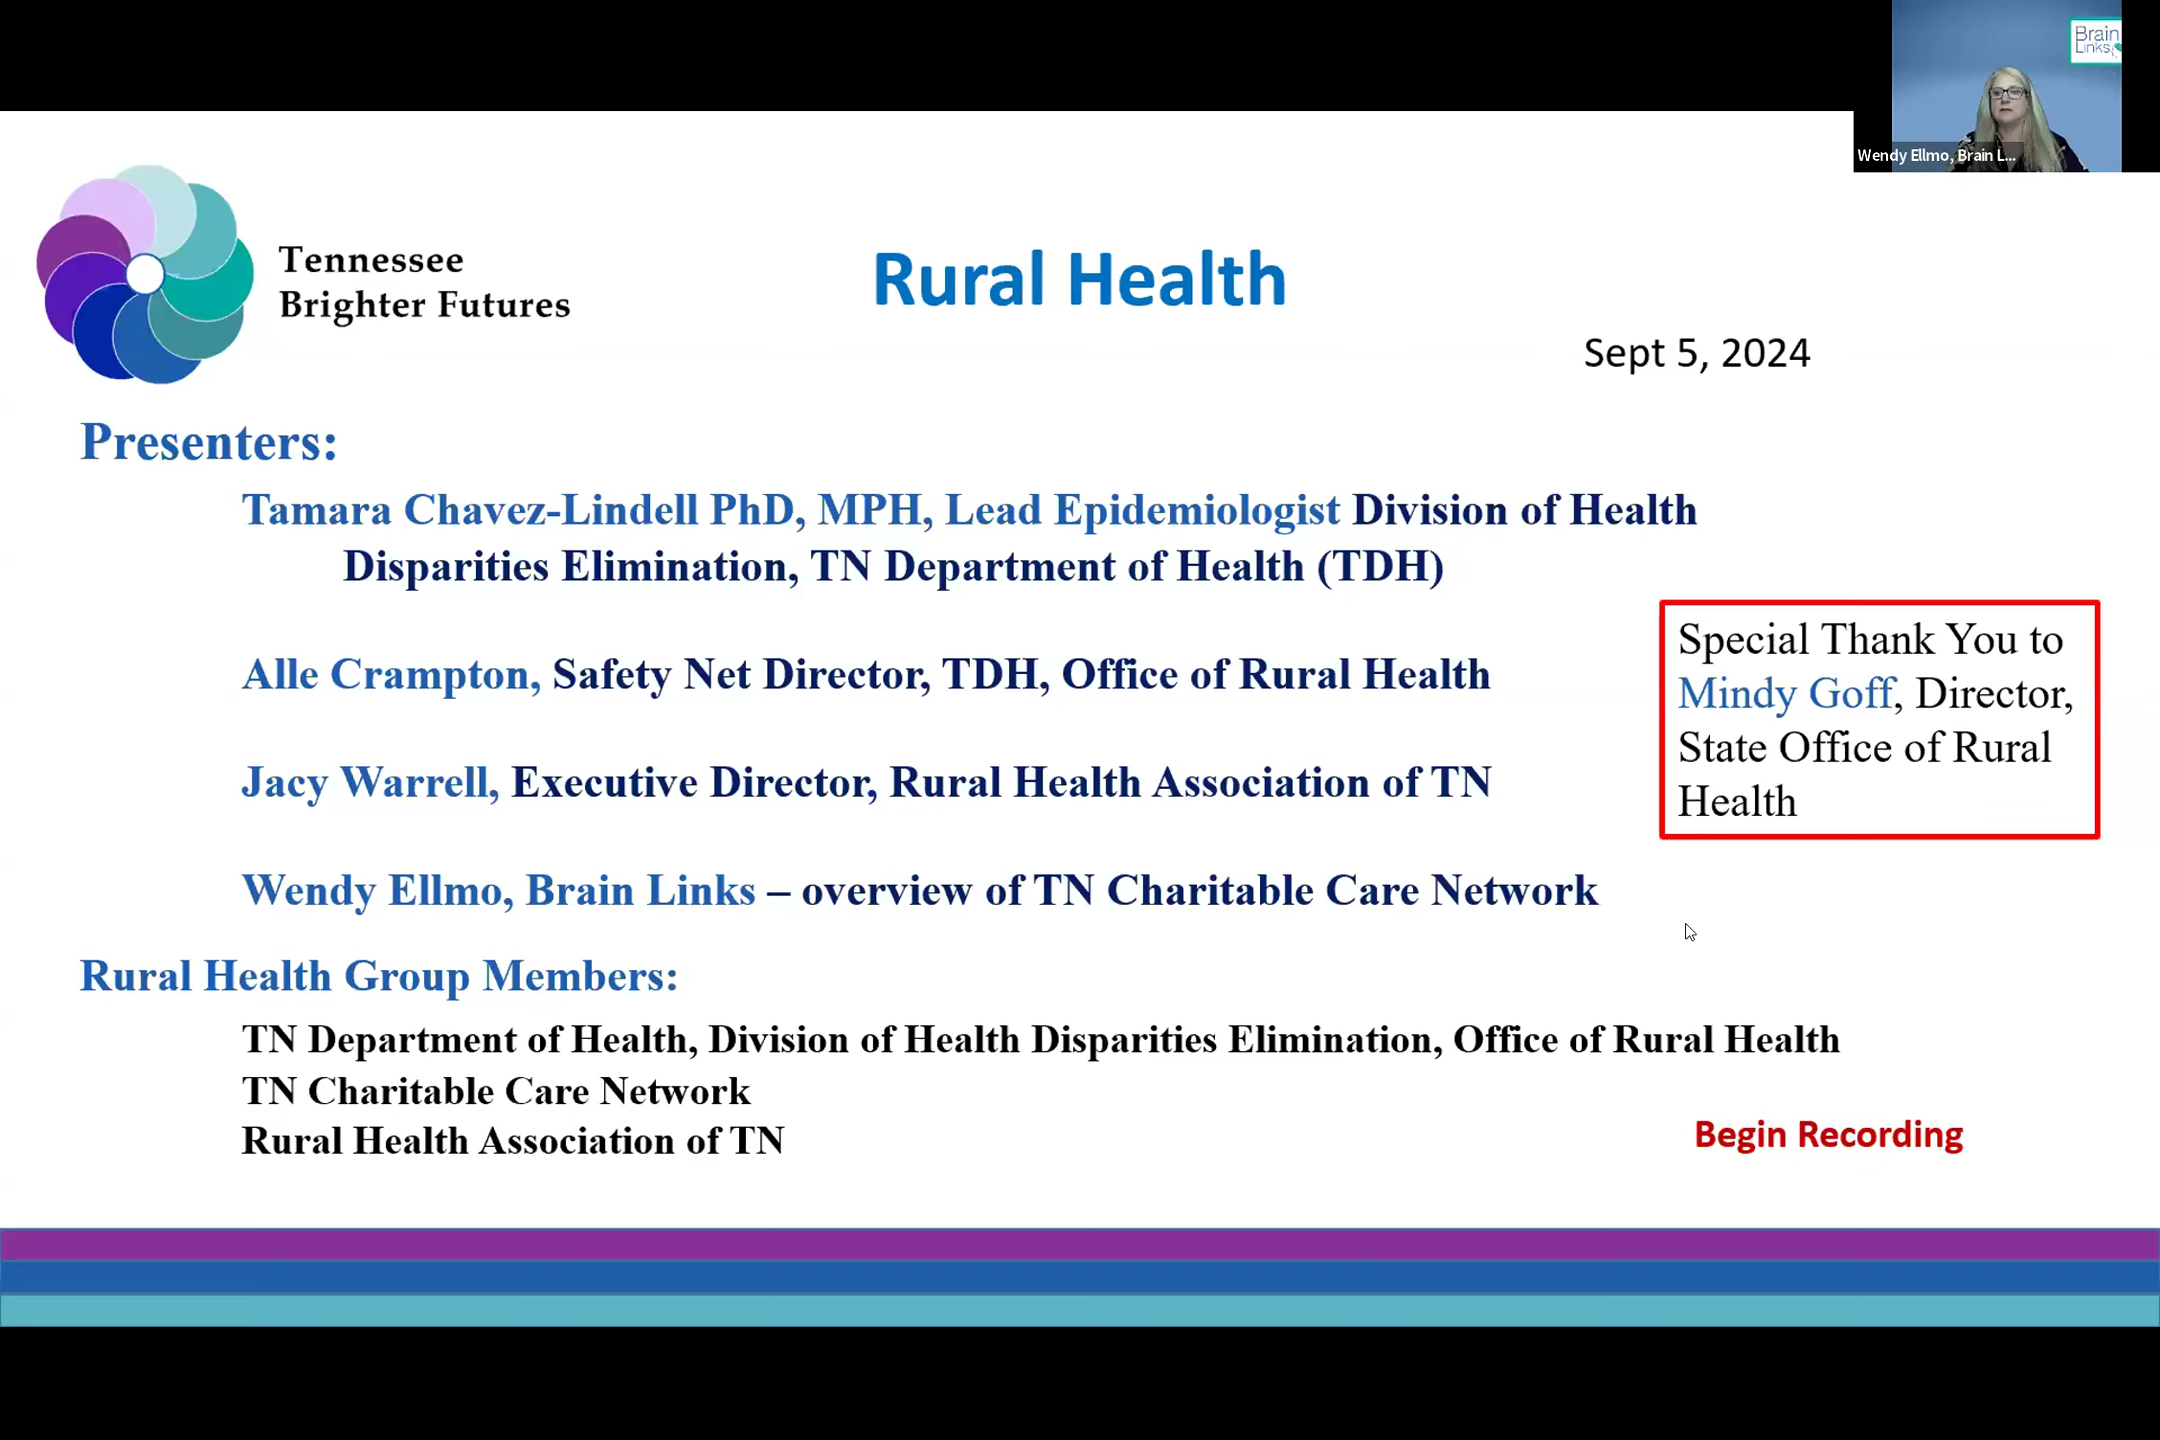 Brain
Links
Wendy Ellmo, Brain L...
Tennessee
Brighter Futures
Rural Health
Sept 5, 2024
Presenters:
Tamara Chavez-Lindell PhD, MPH, Lead Epidemiologist Division of Health
Disparities Elimination, TN Department of Health (TDH)
Alle Crampton, Safety Net Director, TDH, Office of Rural Health
Jacy Warrell, Executive Director, Rural Health Association of TN
Wendy Ellmo, Brain Links – overview of TN Charitable Care Network
Special Thank You to
Mindy Goff, Director,
State Office of Rural
Health
Rural Health Group Members:
TN Department of Health, Division of Health Disparities Elimination, Office of Rural Health
TN Charitable Care Network
Rural Health Association of TN
Begin Recording